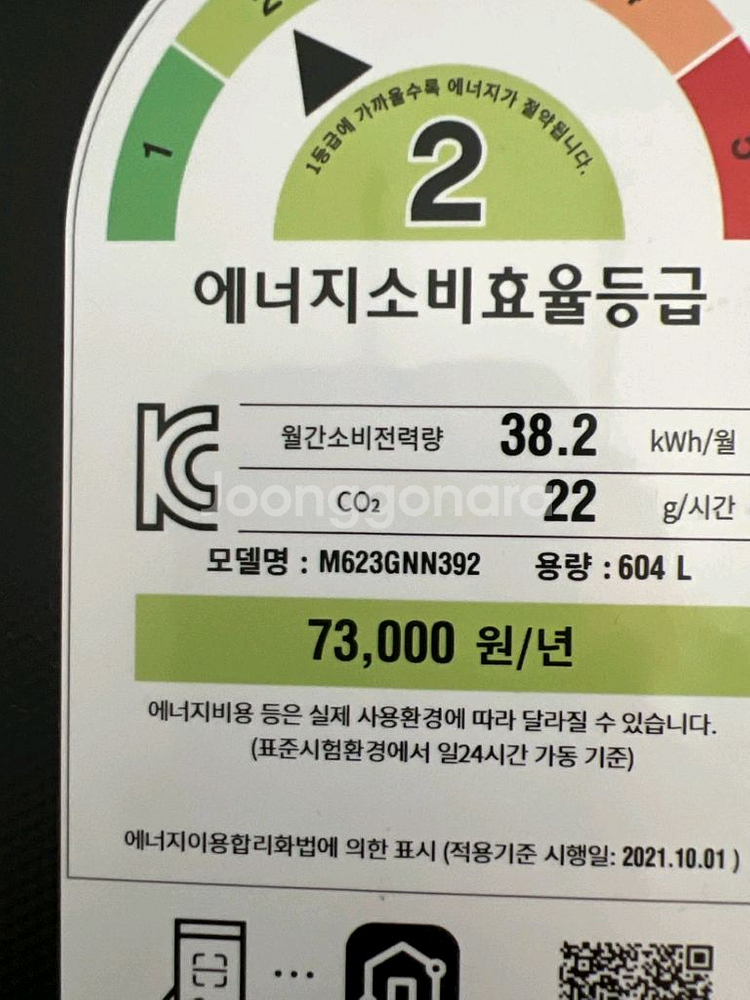 2
1
1등급에 가까울수록 에너지가 절약됩니다.
2
에너지소비효율등급
월간소비전력량 38.2 kWh/월
CO₂ 22 g/시간
Joonggonara
모델명 : M623GNN392 용량 : 604 L
73,000 원/년
에너지비용 등은 실제 사용환경에 따라 달라질 수 있습니다.
(표준시험환경에서 일24시간 가동 기준)
에너지이용합리화법에 의한 표시 (적용기준 시행일: 2021.10.01 )